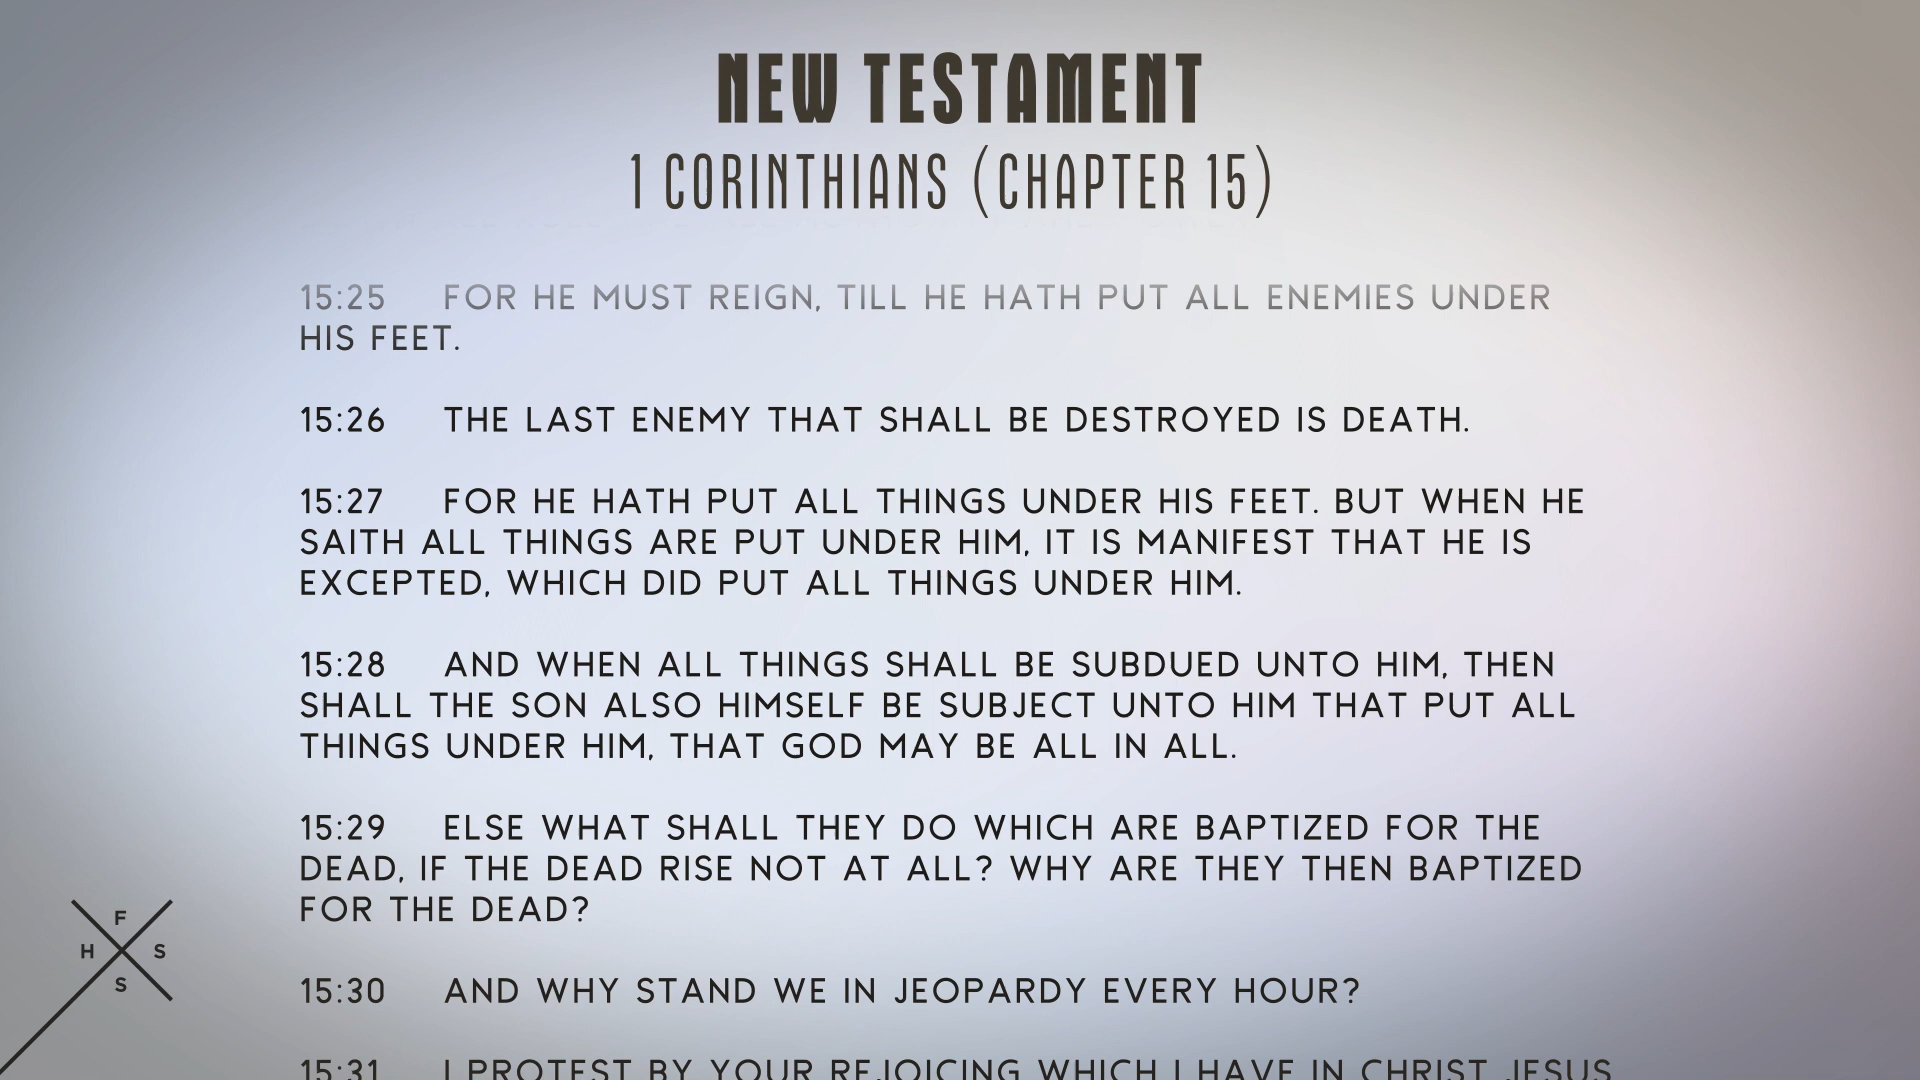 NEW TESTAMENT
1 CORINTHIANS (CHAPTER 15)
15:25 FOR HE MUST REIGN, TILL HE HATH PUT ALL ENEMIES UNDER
HIS FEET.
15:26 THE LAST ENEMY THAT SHALL BE DESTROYED IS DEATH.
15:27 FOR HE HATH PUT ALL THINGS UNDER HIS FEET. BUT WHEN HE
SAITH ALL THINGS ARE PUT UNDER HIM, IT IS MANIFEST THAT HE IS
EXCEPTED, WHICH DID PUT ALL THINGS UNDER HIM.
15:28 AND WHEN ALL THINGS SHALL BE SUBDUED UNTO HIM, THEN
SHALL THE SON ALSO HIMSELF BE SUBJECT UNTO HIM THAT PUT ALL
THINGS UNDER HIM, THAT GOD MAY BE ALL IN ALL.
15:29 ELSE WHAT SHALL THEY DO WHICH ARE BAPTIZED FOR THE
DEAD, IF THE DEAD RISE NOT AT ALL? WHY ARE THEY THEN BAPTIZED
FOR THE DEAD?
15:30 AND WHY STAND WE IN JEOPARDY EVERY HOUR?
15:31 I PROTEST BY YOUR REJOICING WHICH I HAVE IN CHRIST JESUS
F
H S
S